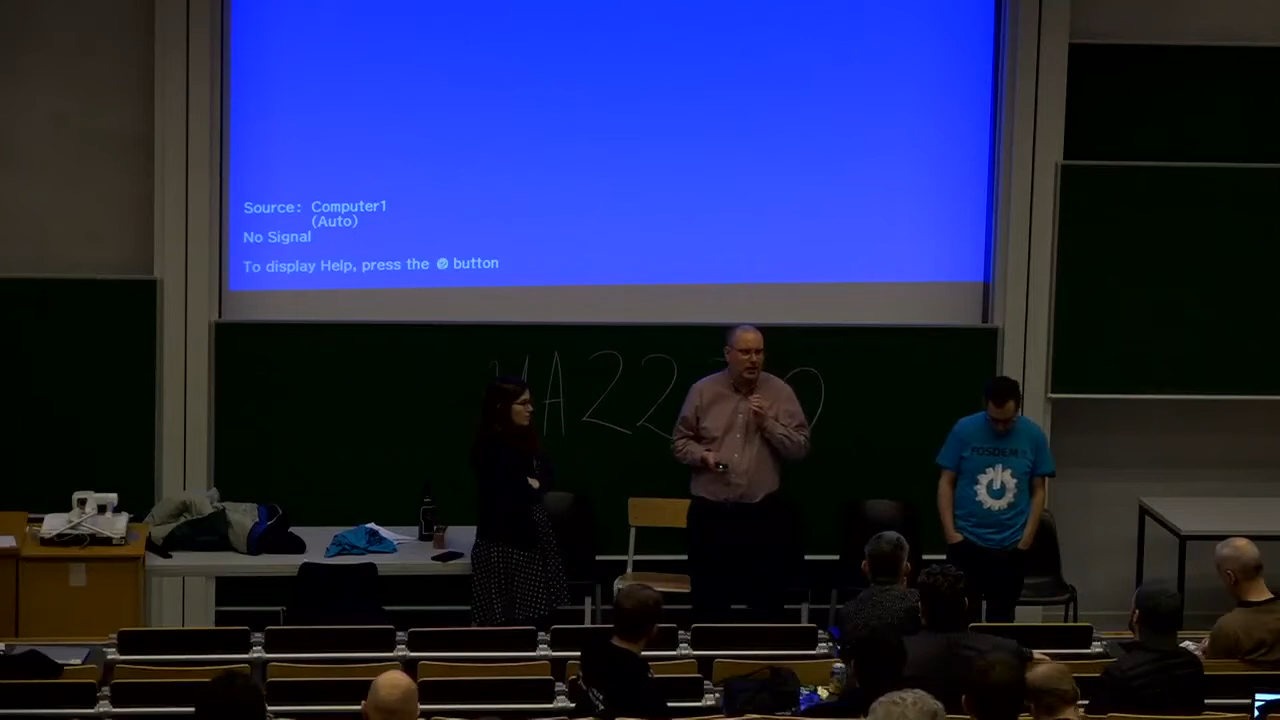 Source: Computer1
(Auto)
No Signal
To display Help, press the button
FOSDEM